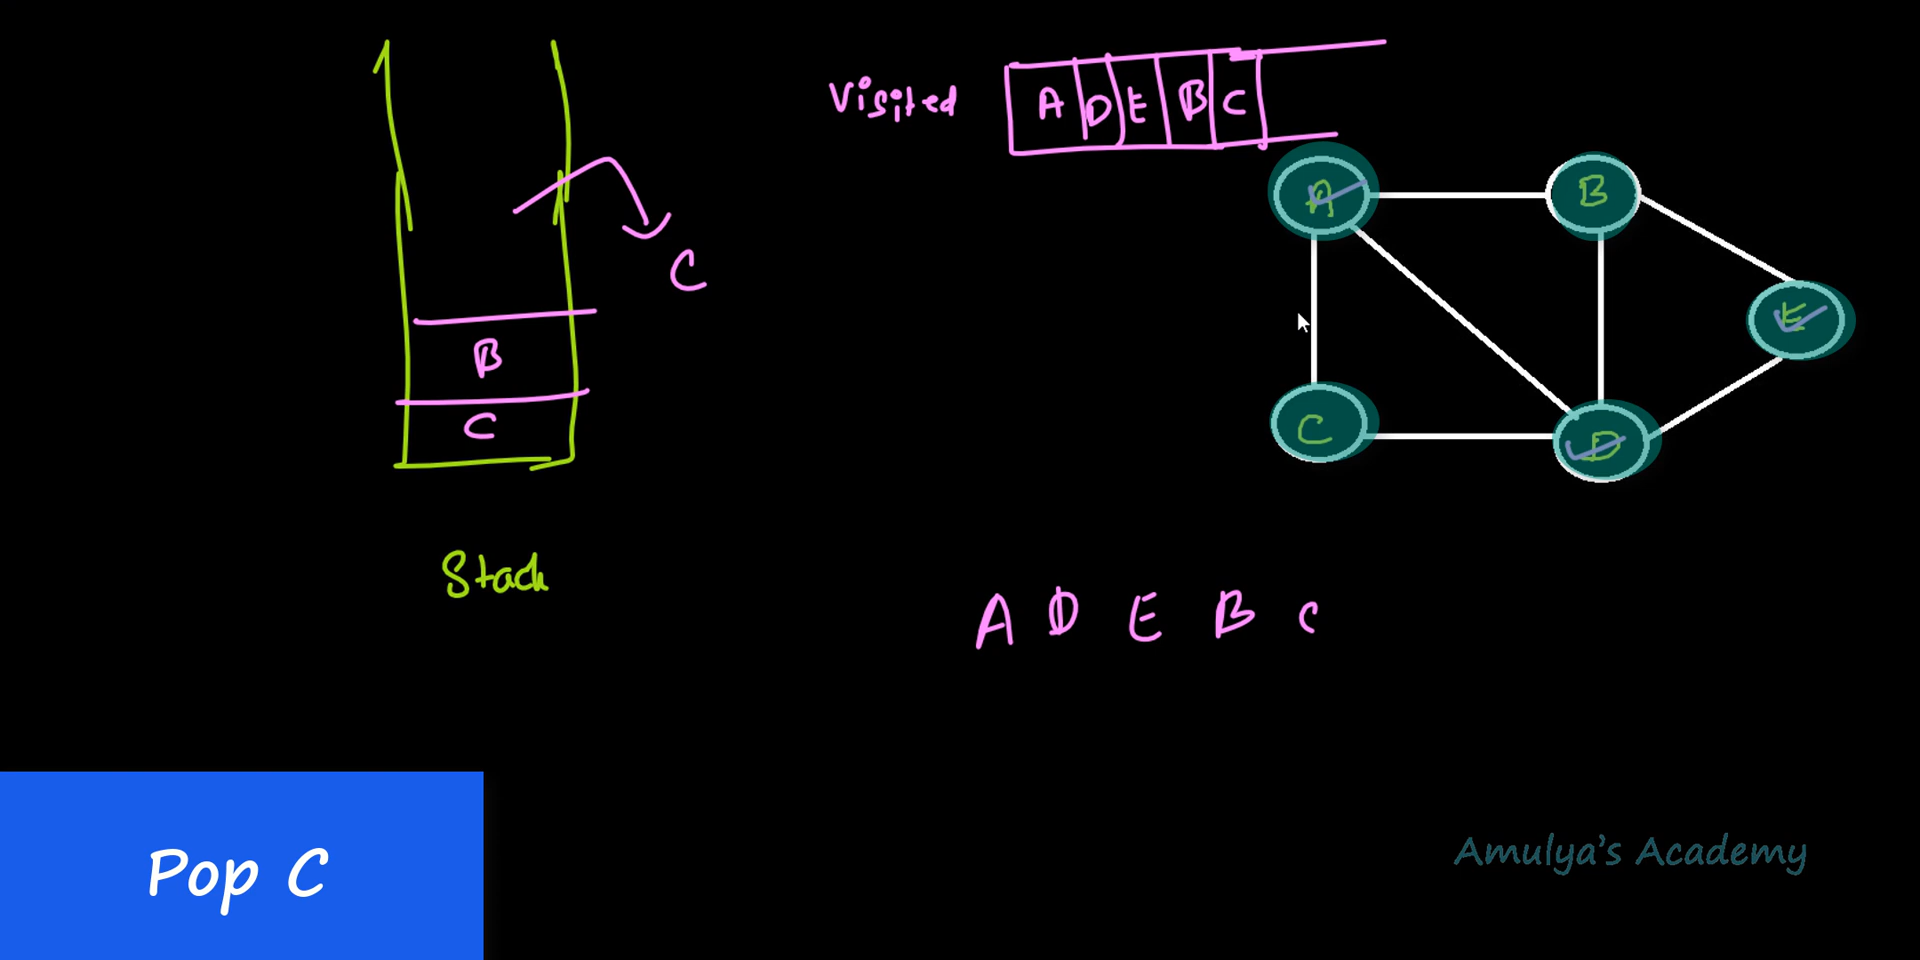 Visited A D E B C
A B
C
B
E
C
C D
Stack
A D E B C
Pop C
Amulya's Academy